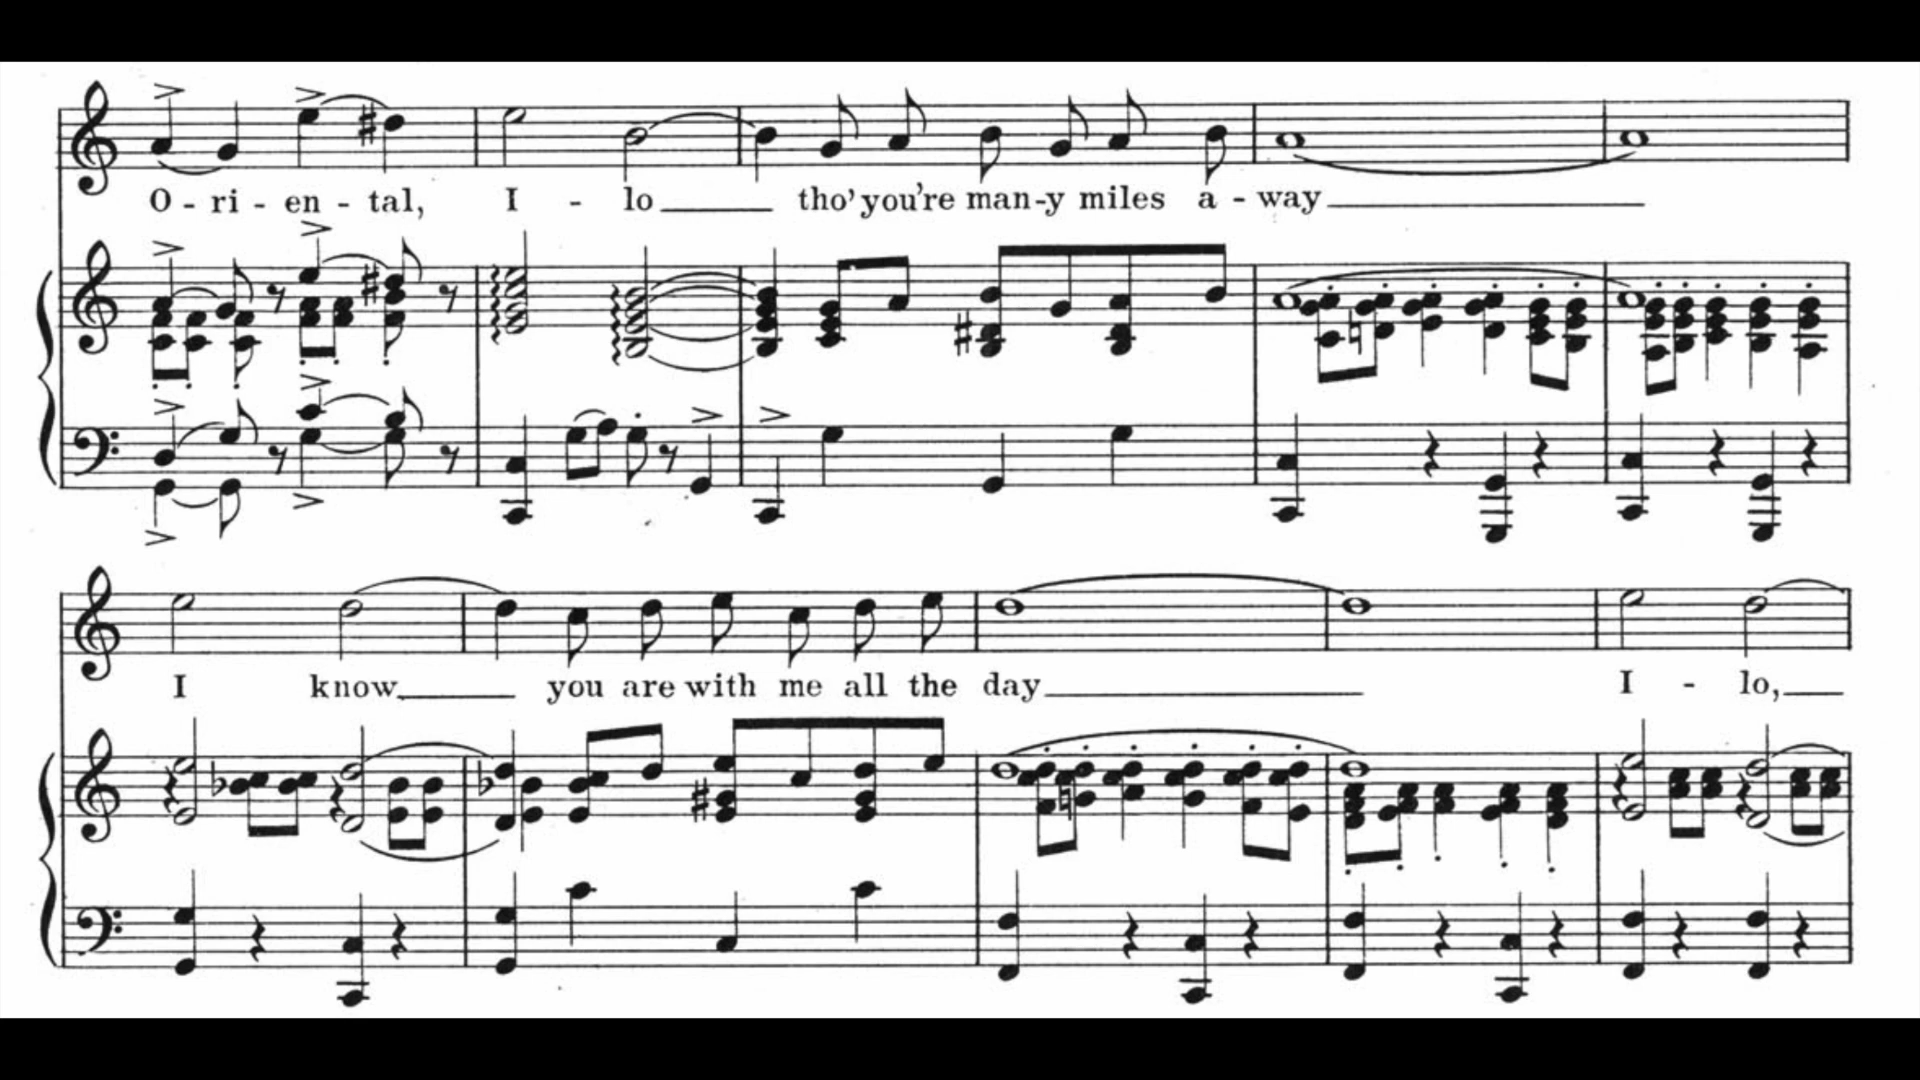 O - ri - en - tal, I - lo tho' you're man-y miles a - way
I know you are with me all the day I - lo,